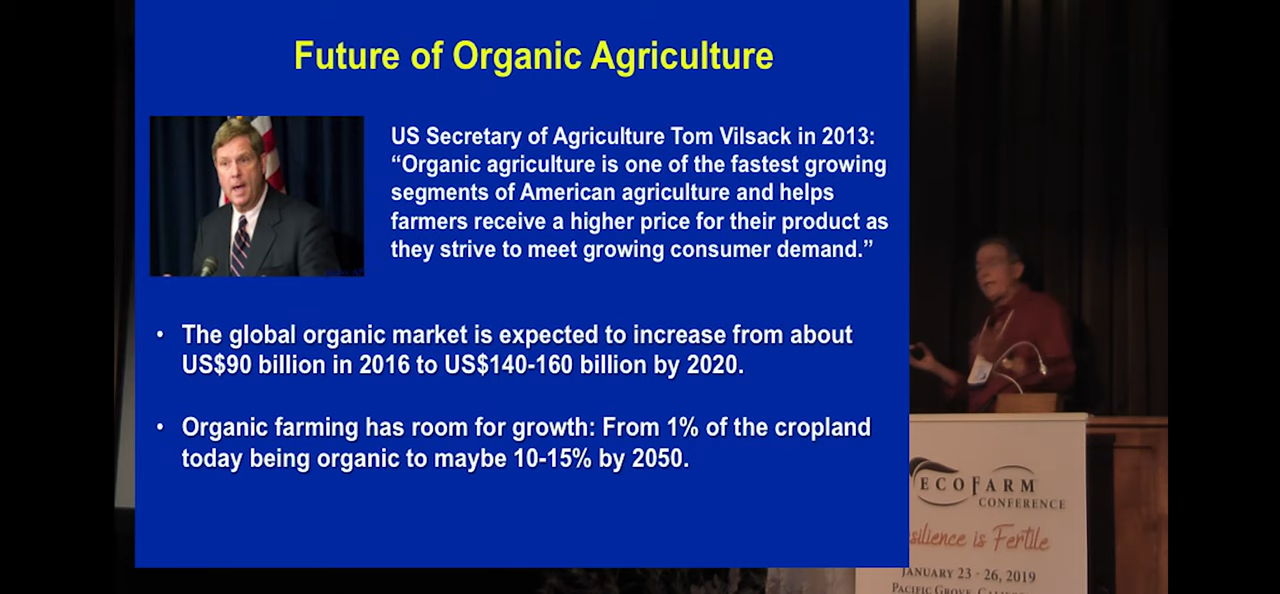 Future of Organic Agriculture
US Secretary of Agriculture Tom Vilsack in 2013:
“Organic agriculture is one of the fastest growing
segments of American agriculture and helps
farmers receive a higher price for their product as
they strive to meet growing consumer demand.”
• The global organic market is expected to increase from about
US$90 billion in 2016 to US$140-160 billion by 2020.
• Organic farming has room for growth: From 1% of the cropland
today being organic to maybe 10-15% by 2050.
ECOFARM
CONFERENCE
is Fertile
JANUARY 23 - 26, 2019
PACIFIC GROVE,